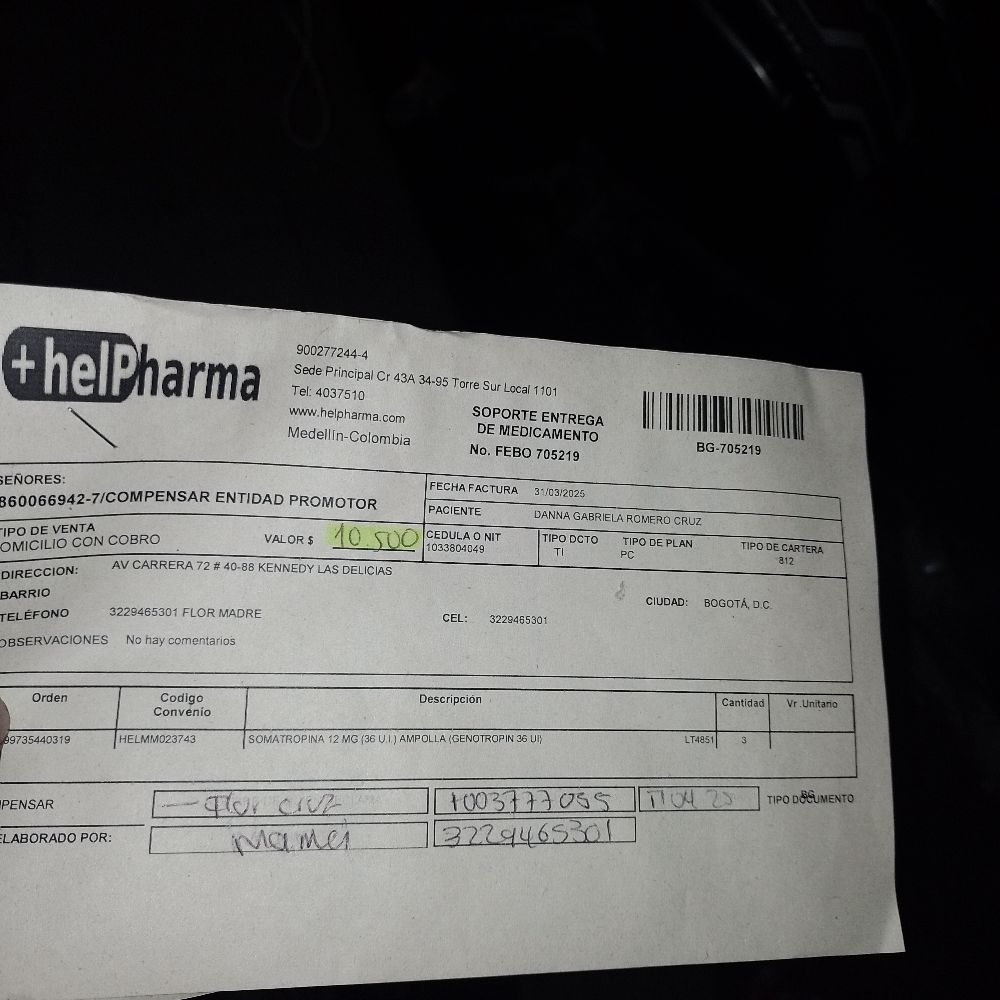 +helPharma
900277244-4
Sede Principal Cr 43A 34-95 Torre Sur Local 1101
Tel: 4037510
www.helpharma.com
Medellín-Colombia
SOPORTE ENTREGA
DE MEDICAMENTO
No. FEBO 705219
BG-705219
SEÑORES:
860066942-7/COMPENSAR ENTIDAD PROMOTOR
FECHA FACTURA 31/03/2025
PACIENTE DANNA GABRIELA ROMERO CRUZ
TIPO DE VENTA
OMICILIO CON COBRO
VALOR $ 10.500
CEDULA O NIT
1033804049
TIPO DCTO
TI
TIPO DE PLAN
PC
TIPO DE CARTERA
812
DIRECCION: AV CARRERA 72 # 40-88 KENNEDY LAS DELICIAS
BARRIO
CIUDAD: BOGOTÁ, D.C.
TELÉFONO 3229465301 FLOR MADRE
CEL: 3229465301
OBSERVACIONES No hay comentarios
Orden Codigo Convenio Descripción Cantidad Vr .Unitario
99735440319 HELMM023743 SOMATROPINA 12 MG (36 U.I.) AMPOLLA (GENOTROPIN 36 UI) LT4851 3
PENSAR Flor cruz 1003777055 11 04 25 TIPO DOCUMENTO
BG
ELABORADO POR: 3229465301